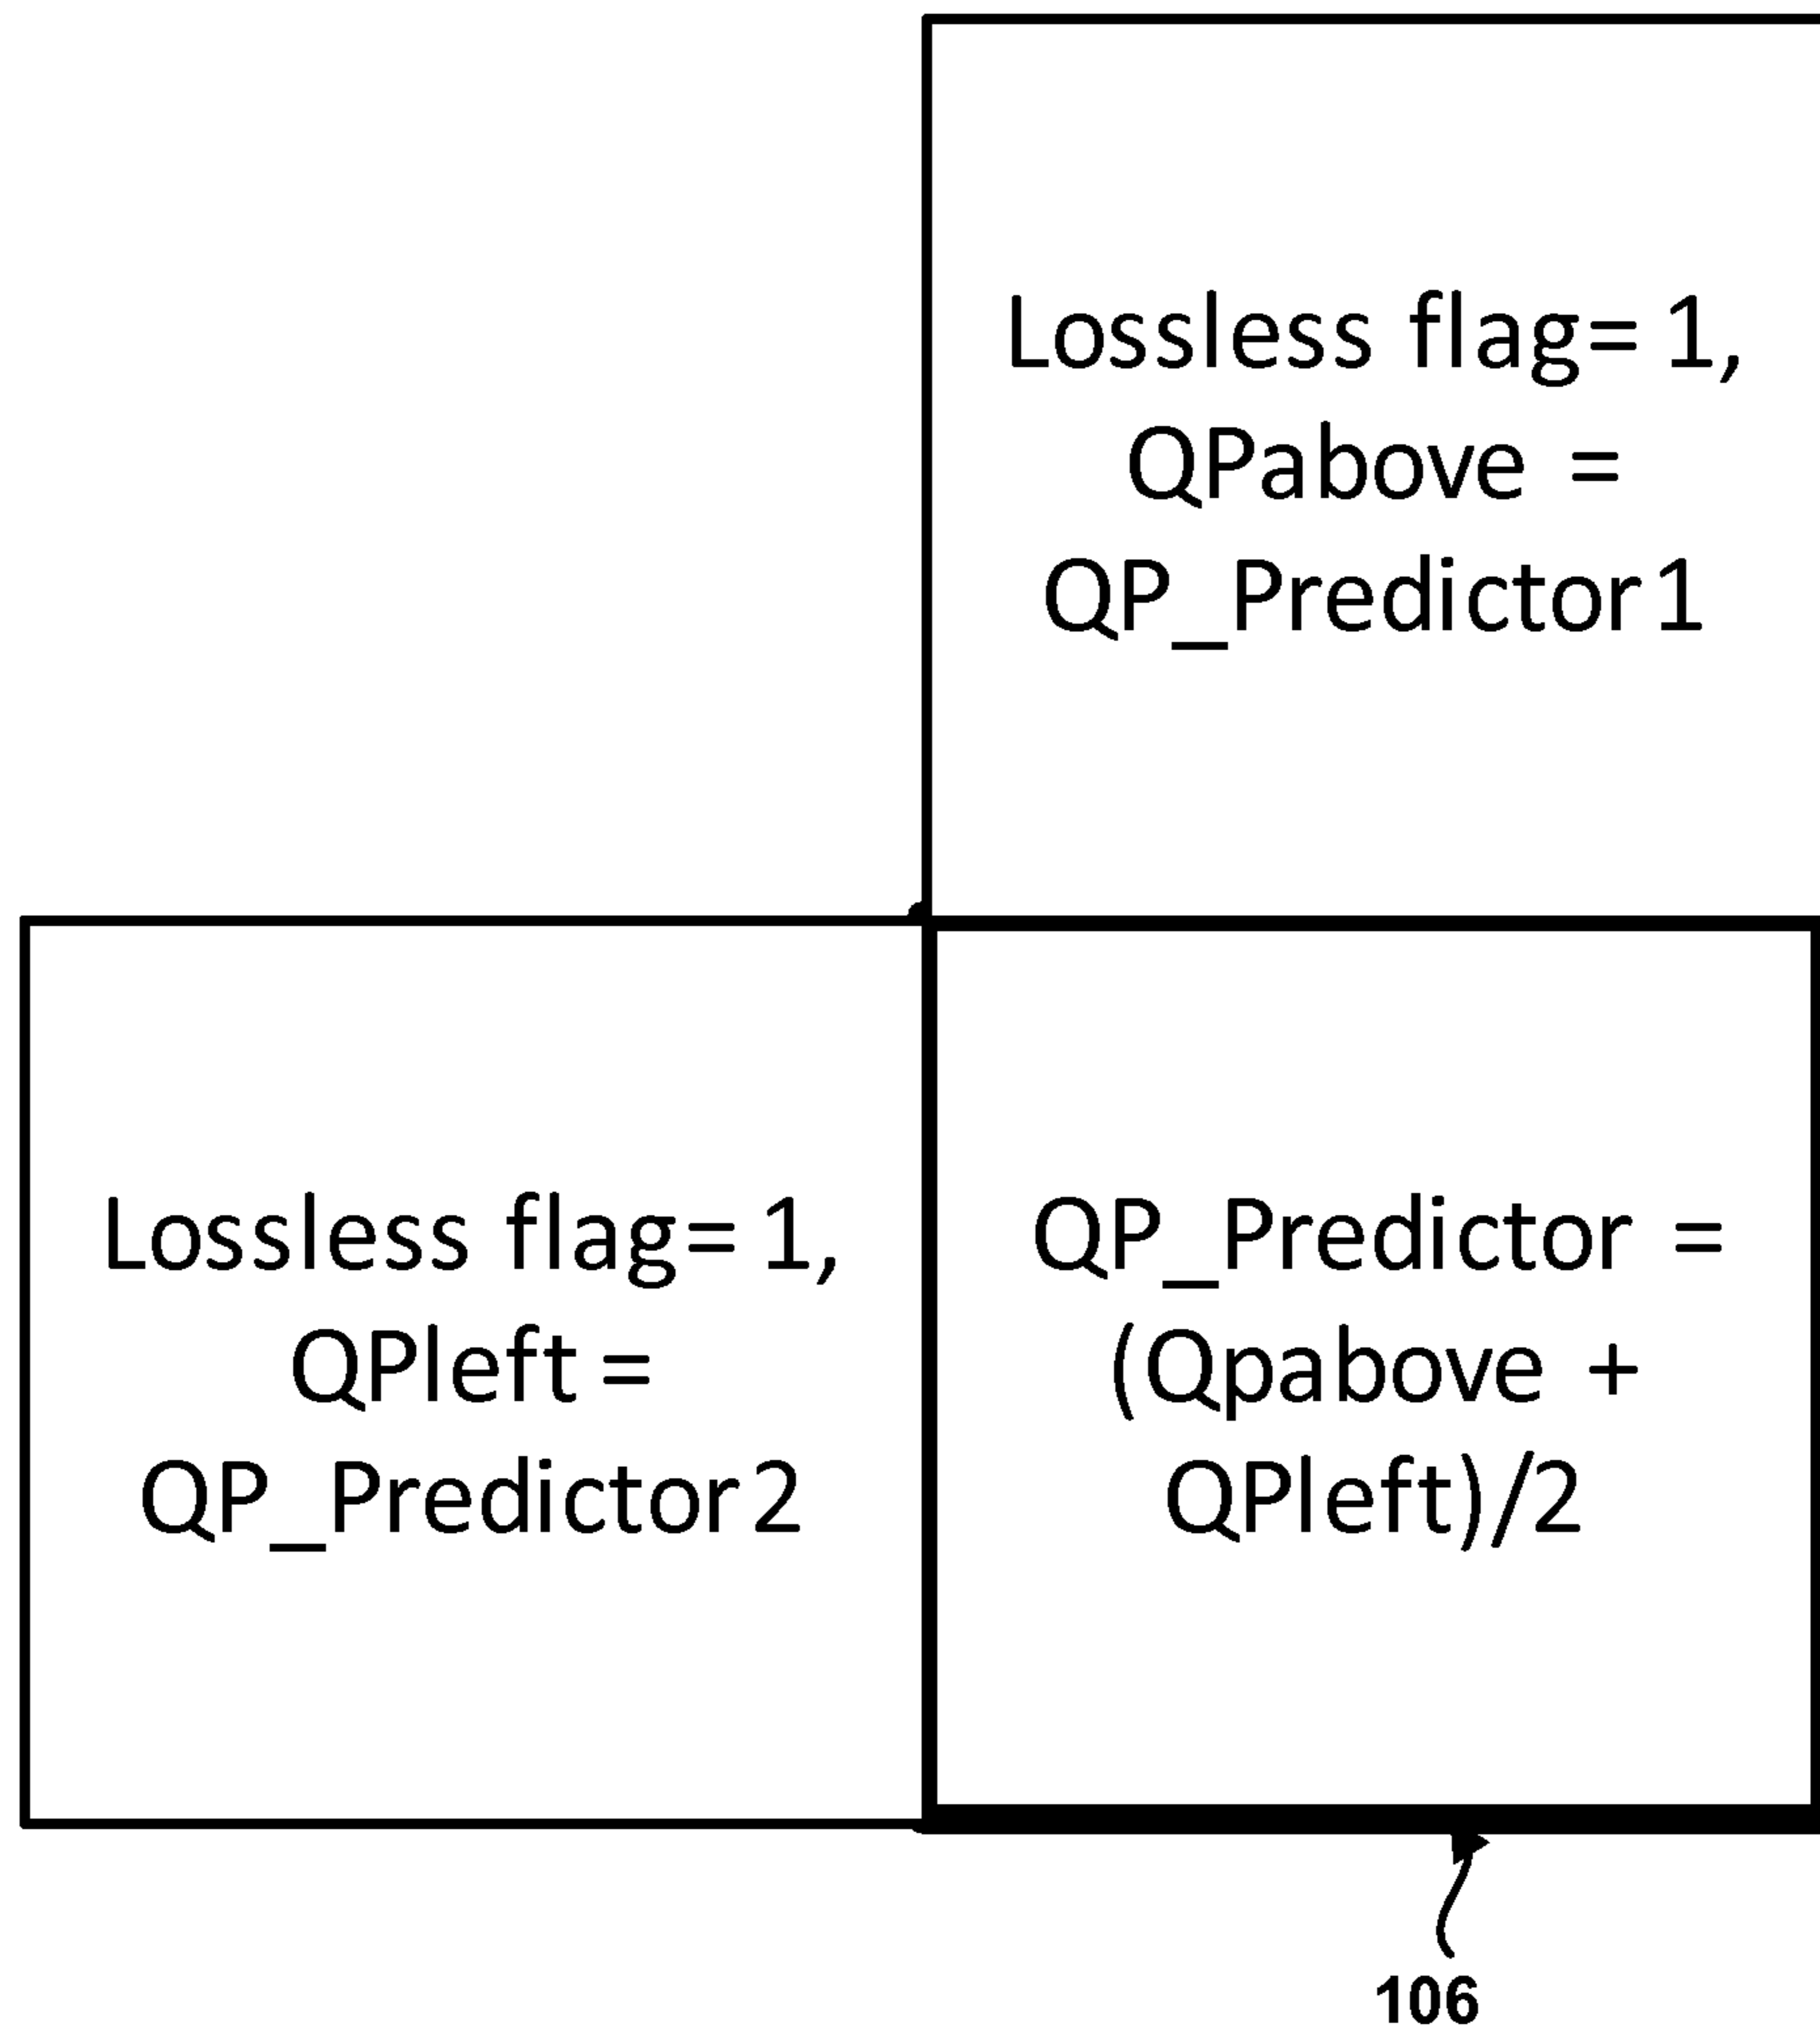 Lossless flag= 1,
QPabove =
QP_Predictor1
Lossless flag= 1,
QPleft =
QP_Predictor2
QP_Predictor =
(Qpabove +
QPleft)/2
106